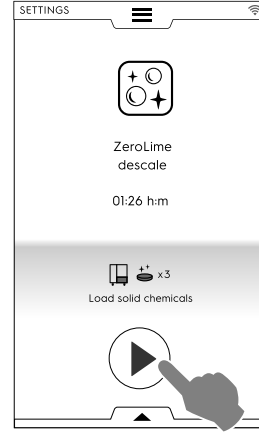 SETTINGS
ZeroLime
descale
01:26 h:m
x3
Load solid chemicals